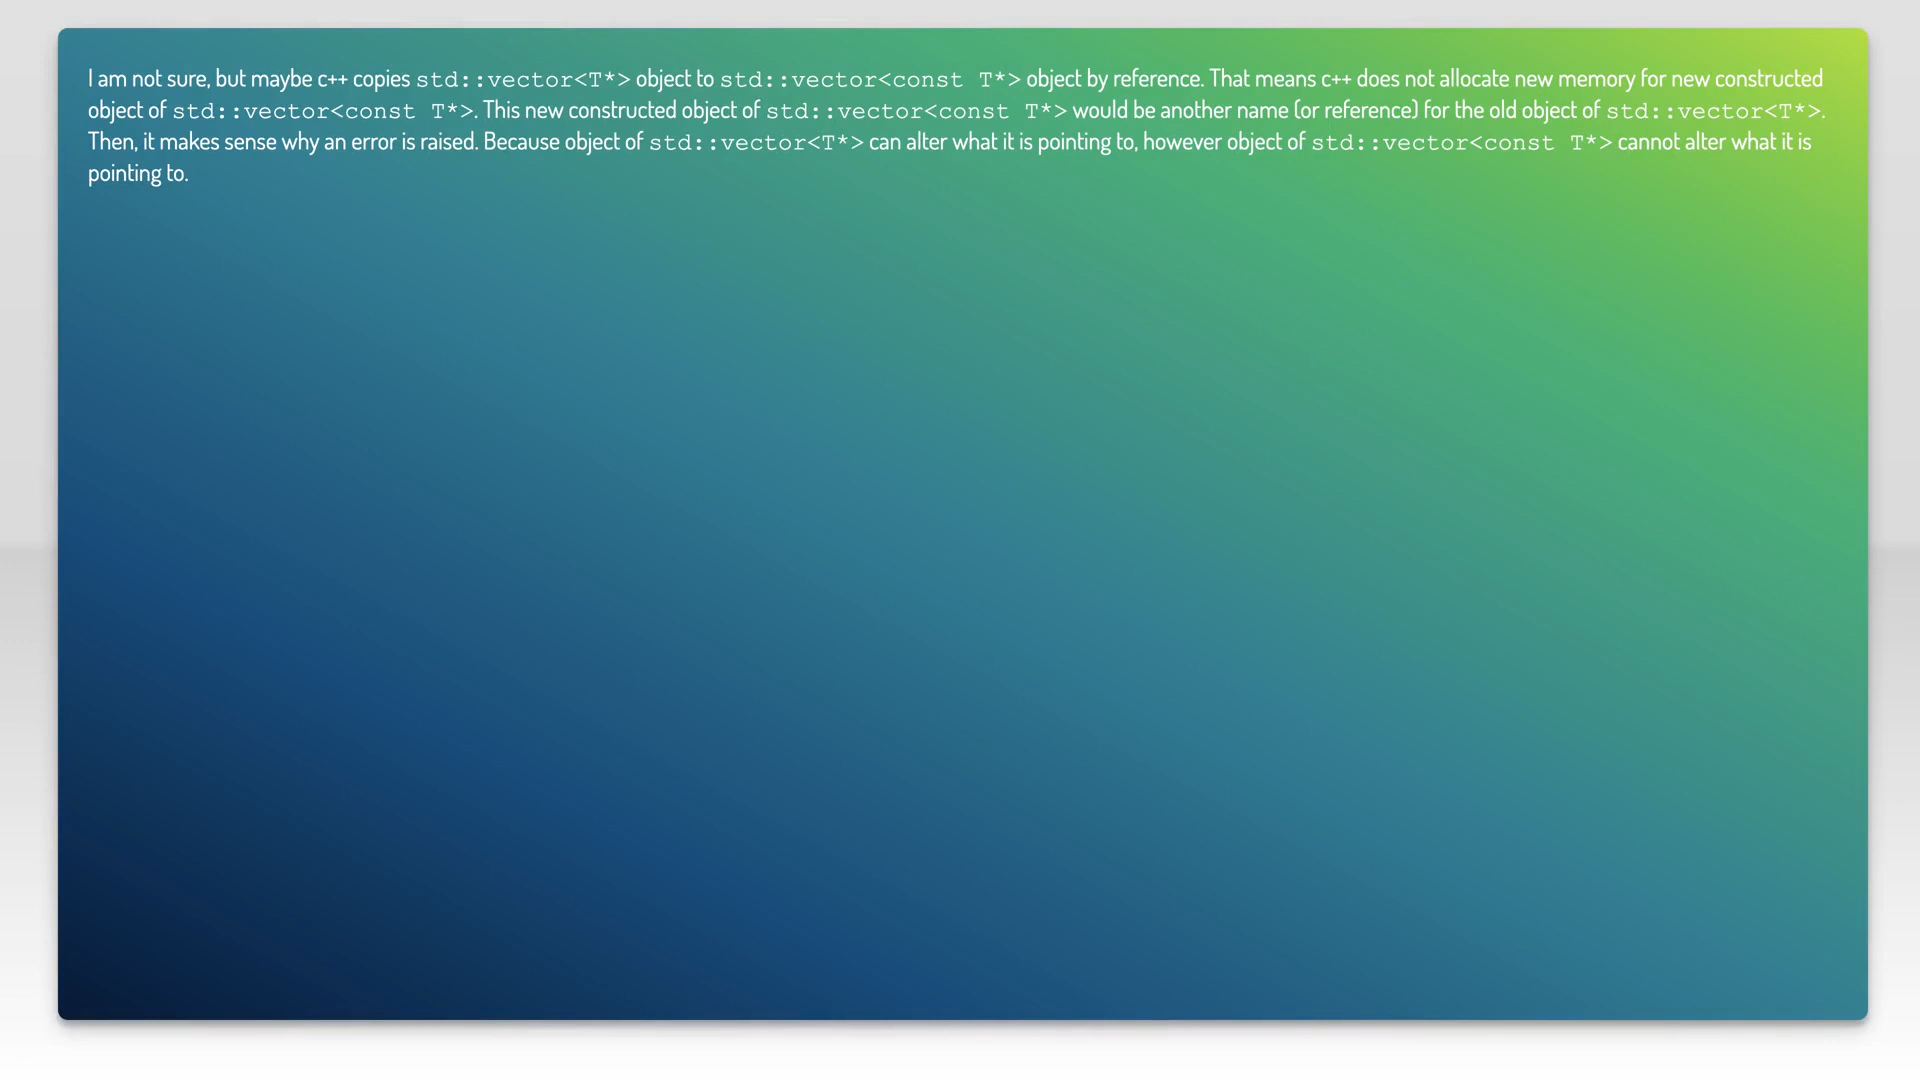 I am not sure, but maybe c++ copies std::vector<T*> object to std::vector<const T*> object by reference. That means c++ does not allocate new memory for new constructed
object of std::vector<const T*>. This new constructed object of std::vector<const T*> would be another name (or reference) for the old object of std::vector<T*>.
Then, it makes sense why an error is raised. Because object of std::vector<T*> can alter what it is pointing to, however object of std::vector<const T*> cannot alter what it is
pointing to.